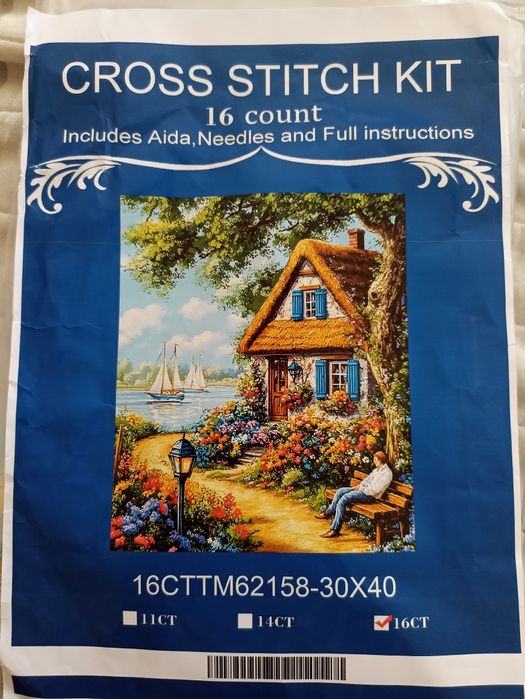 CROSS STITCH KIT
16 count
Includes Aida,Needles and Full instructions
16CTTM62158-30X40
11CT 14CT 16CT